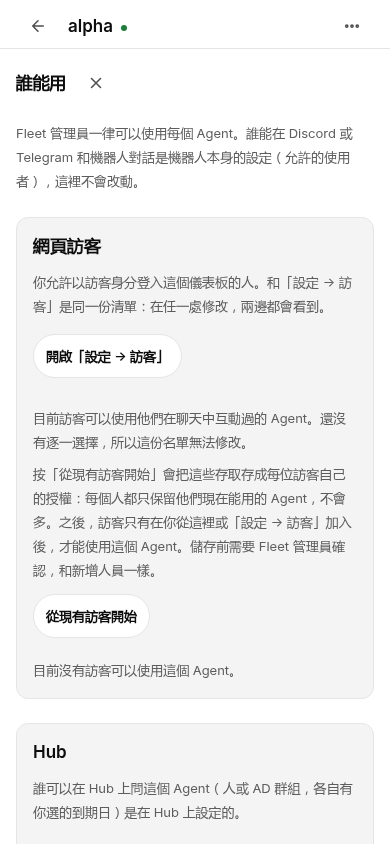 alpha
誰能用
Fleet 管理員一律可以使用每個 Agent。誰能在 Discord 或
Telegram 和機器人對話是機器人本身的設定（允許的使用
者），這裡不會改動。
網頁訪客
你允許以訪客身分登入這個儀表板的人。和「設定 → 訪
客」是同一份清單：在任一處修改，兩邊都會看到。
開啟「設定 → 訪客」
目前訪客可以使用他們在聊天中互動過的 Agent。還沒
有逐一選擇，所以這份名單無法修改。
按「從現有訪客開始」會把這些存取存成每位訪客自己
的授權：每個人都只保留他們現在能用的 Agent，不會
多。之後，訪客只有在你從這裡或「設定 → 訪客」加入
後，才能使用這個 Agent。儲存前需要 Fleet 管理員確
認，和新增人員一樣。
從現有訪客開始
目前沒有訪客可以使用這個 Agent。
Hub
誰可以在 Hub 上問這個 Agent（人或 AD 群組，各自有
你選的到期日）是在 Hub 上設定的。